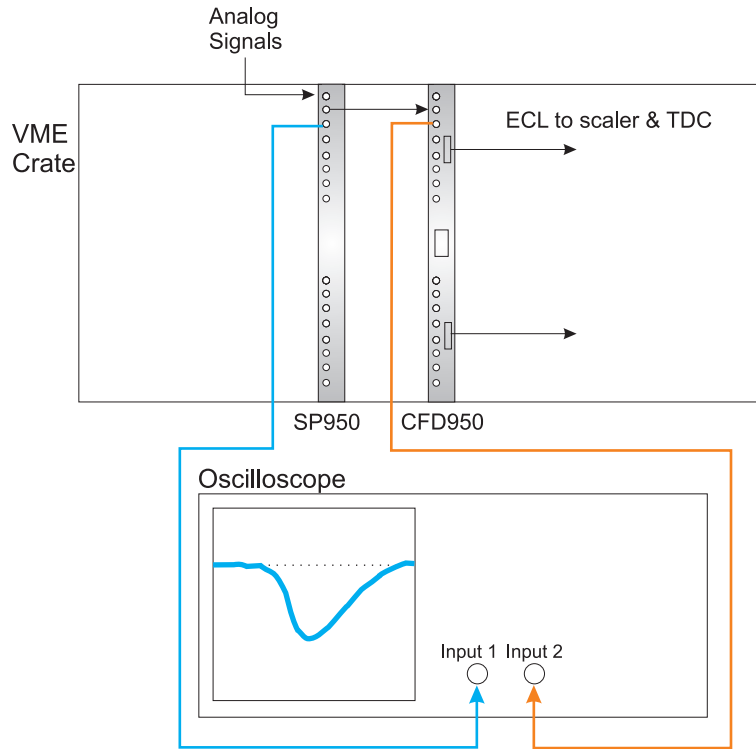 Analog
Signals
VME
Crate
ECL to scaler & TDC
SP950
CFD950
Oscilloscope
Input 1
Input 2